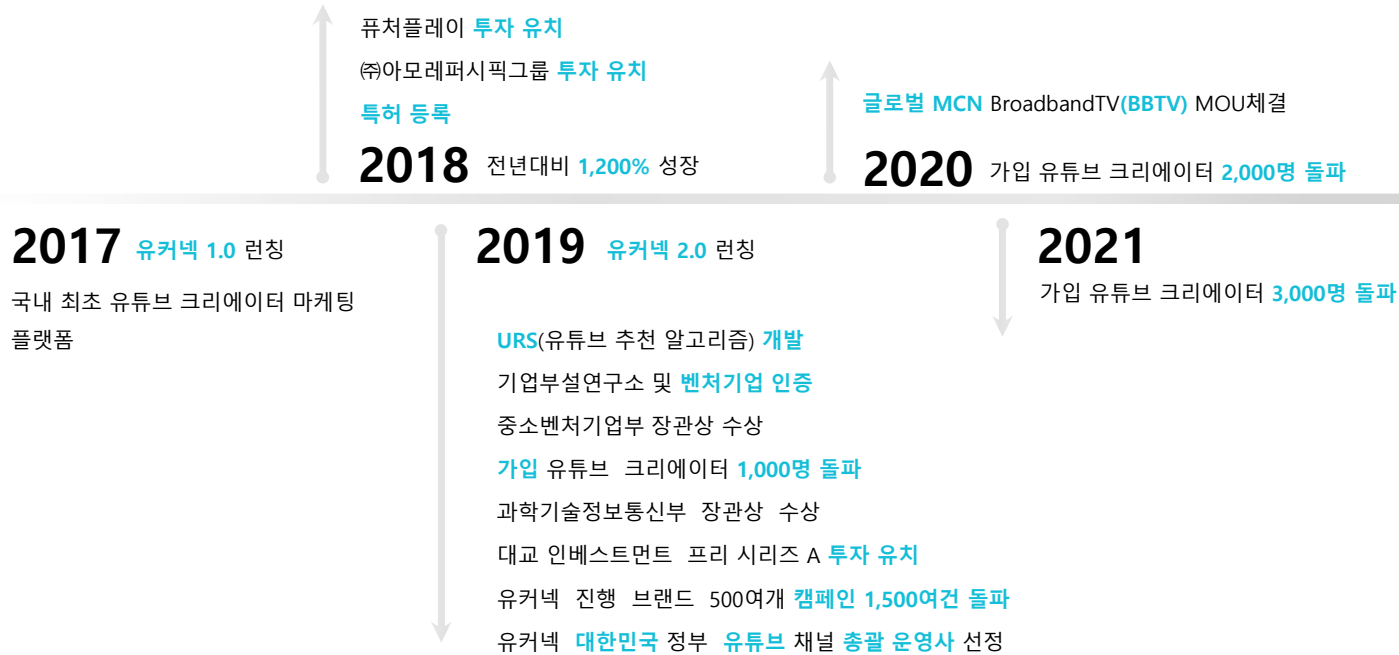 퓨처플레이 투자 유치
㈜아모레퍼시픽그룹 투자 유치
특허 등록
2018 전년대비 1,200% 성장
글로벌 MCN BroadbandTV(BBTV) MOU체결
2020 가입 유튜브 크리에이터 2,000명 돌파
2017 유커넥 1.0 런칭
국내 최초 유튜브 크리에이터 마케팅
플랫폼
2019 유커넥 2.0 런칭
URS(유튜브 추천 알고리즘) 개발
기업부설연구소 및 벤처기업 인증
중소벤처기업부 장관상 수상
가입 유튜브 크리에이터 1,000명 돌파
과학기술정보통신부 장관상 수상
대교 인베스트먼트 프리 시리즈 A 투자 유치
유커넥 진행 브랜드 500여개 캠페인 1,500여건 돌파
유커넥 대한민국 정부 유튜브 채널 총괄 운영사 선정
2021
가입 유튜브 크리에이터 3,000명 돌파